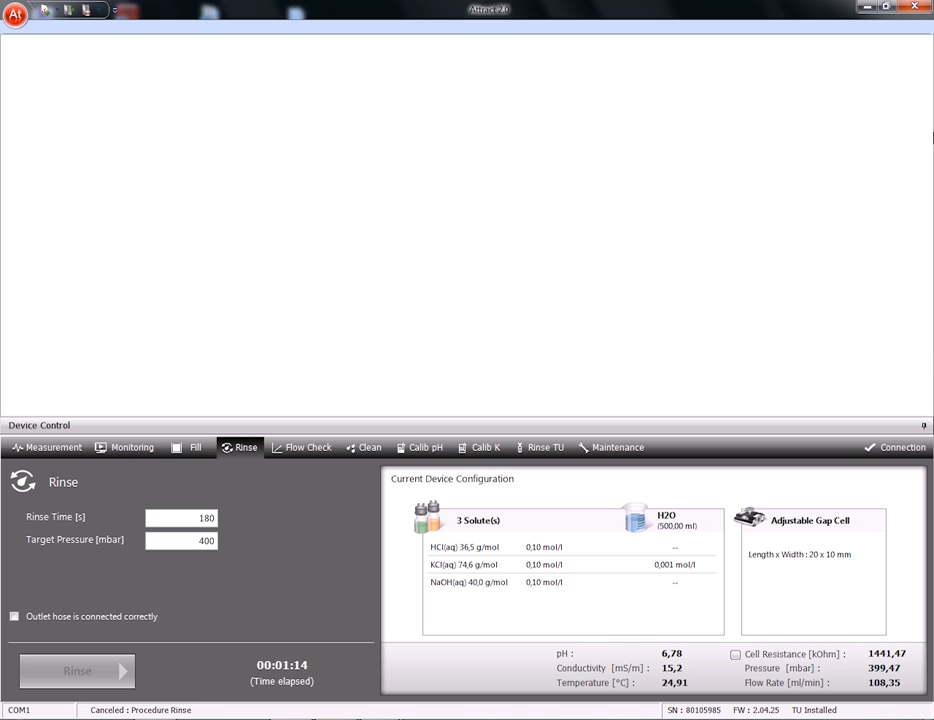 At
Attract 2.0
Device Control
Measurement Monitoring Fill Rinse Flow Check Clean Calib pH Calib K Rinse TU Maintenance Connection
Rinse
Rinse Time [s] 180
Target Pressure [mbar] 400
Outlet hose is connected correctly
Rinse
00:01:14
(Time elapsed)
Current Device Configuration
3 Solute(s)
H2O
(500,00 ml)
HCl(aq) 36,5 g/mol 0,10 mol/l --
KCl(aq) 74,6 g/mol 0,10 mol/l 0,001 mol/l
NaOH(aq) 40,0 g/mol 0,10 mol/l --
Adjustable Gap Cell
Length x Width : 20 x 10 mm
pH : 6,78
Conductivity [mS/m] : 15,2
Temperature [°C] : 24,91
Cell Resistance [kOhm] : 1441,47
Pressure [mbar] : 399,47
Flow Rate [ml/min] : 108,35
COM1 Canceled : Procedure Rinse SN : 80105985 FW : 2.04.25 TU Installed